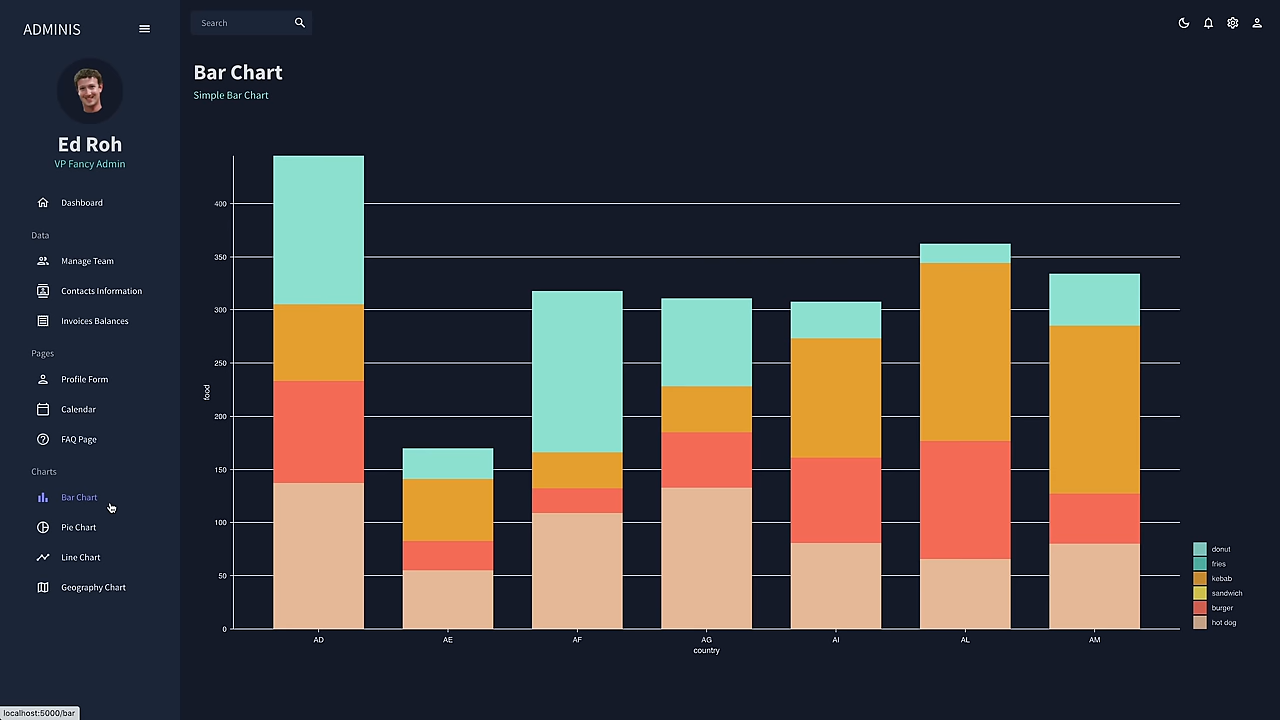 ADMINIS
Search
Ed Roh
VP Fancy Admin
Dashboard
Data
Manage Team
Contacts Information
Invoices Balances
Pages
Profile Form
Calendar
FAQ Page
Charts
Bar Chart
Pie Chart
Line Chart
Geography Chart
Bar Chart
Simple Bar Chart
400
350
300
250
200
150
100
50
0
food
AD AE AF AG AI AL AM
country
donut
fries
kebab
sandwich
burger
hot dog
localhost:5000/bar